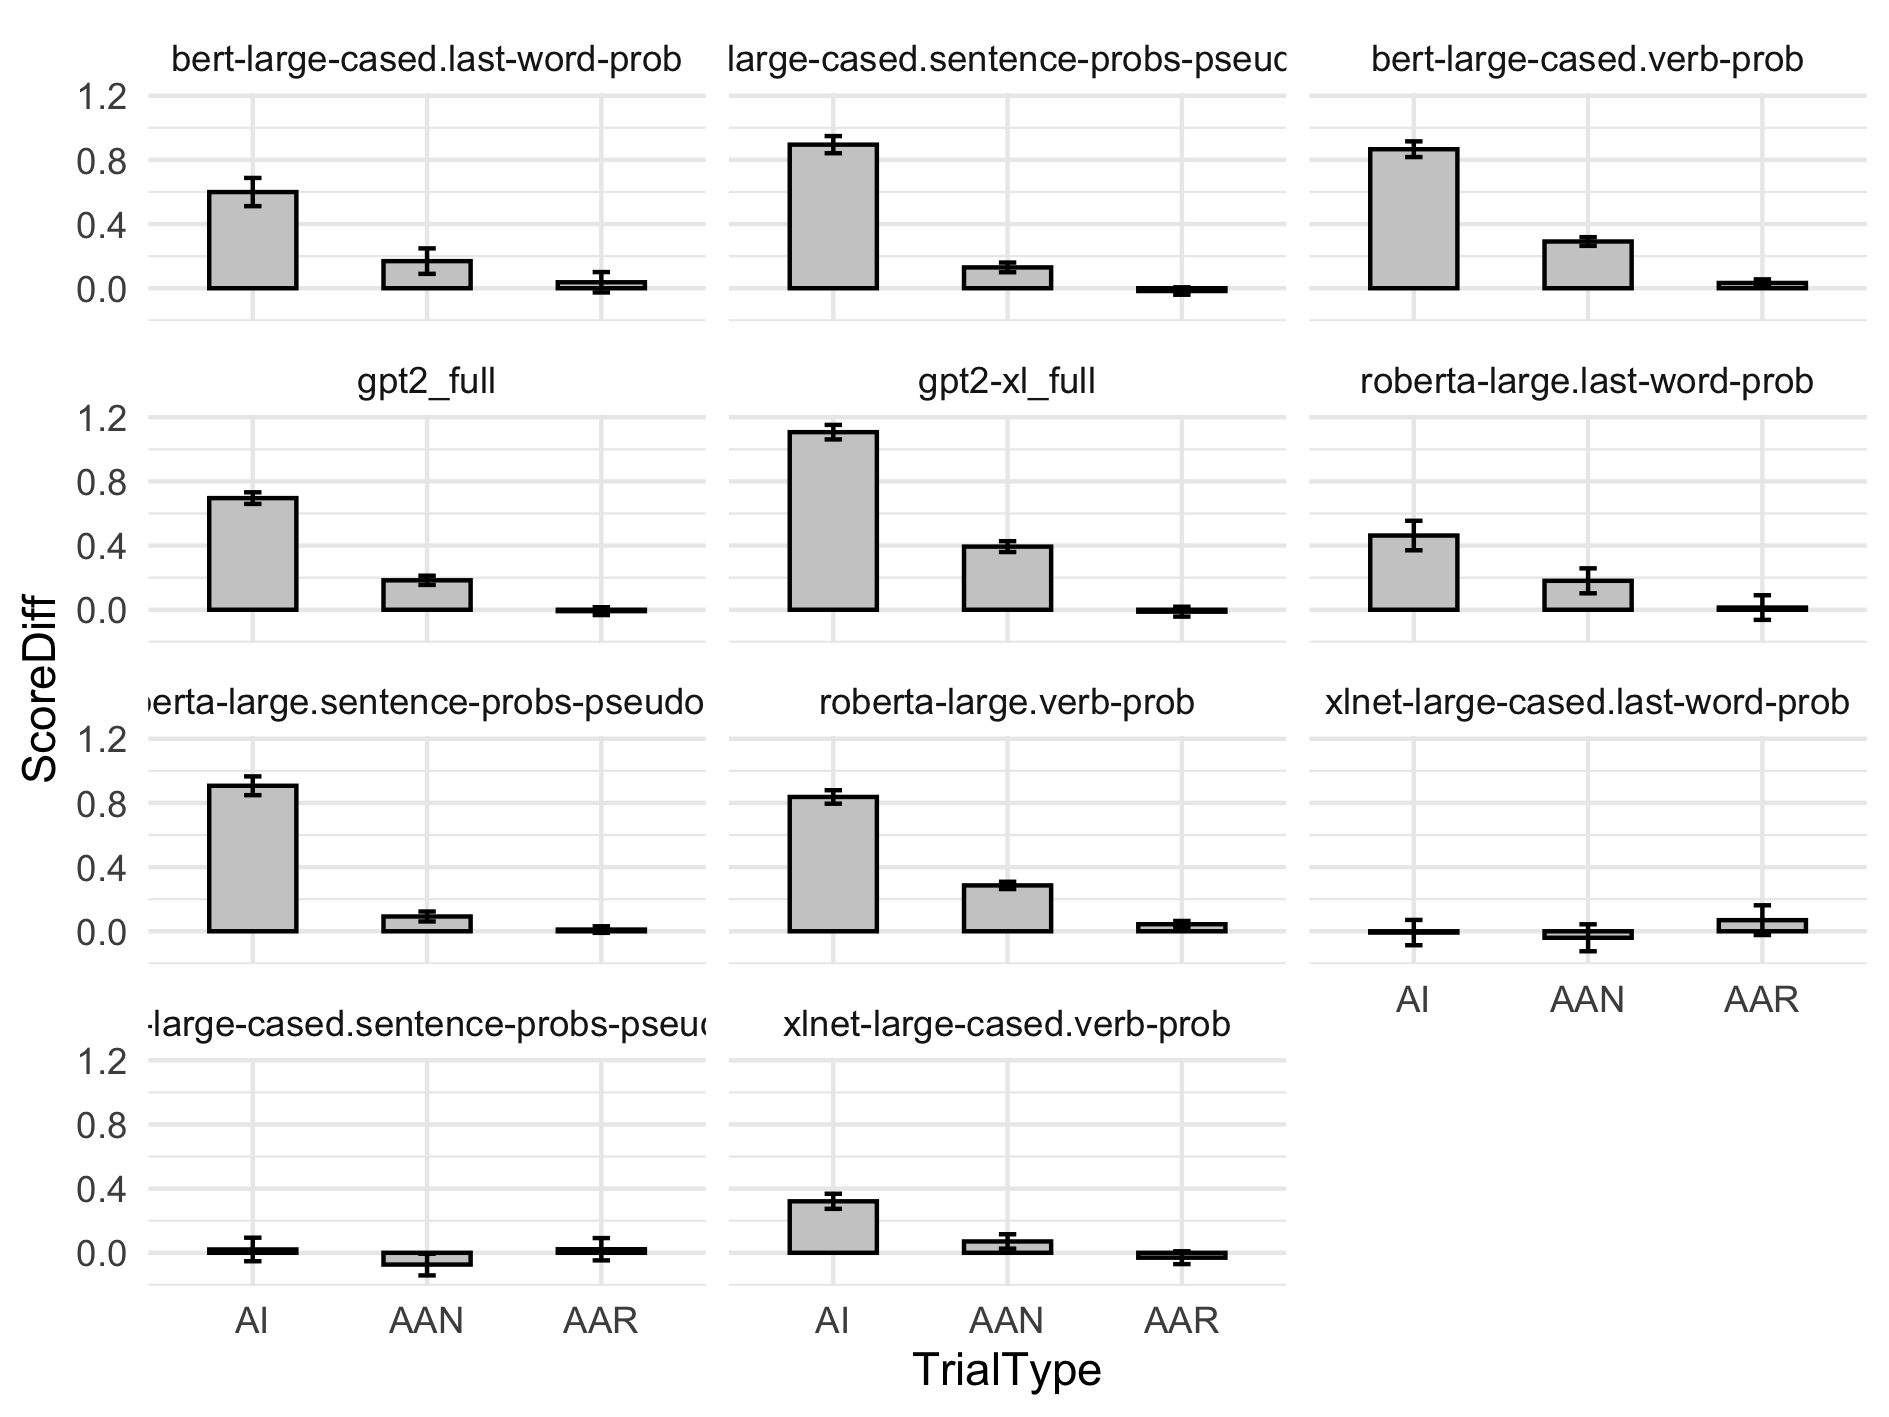 bert-large-cased.last-word-prob
large-cased.sentence-probs-pseud
bert-large-cased.verb-prob
1.2
0.8
0.4
0.0
gpt2_full
gpt2-xl_full
roberta-large.last-word-prob
1.2
0.8
0.4
0.0
ScoreDiff
berta-large.sentence-probs-pseudo
roberta-large.verb-prob
xlnet-large-cased.last-word-prob
1.2
0.8
0.4
0.0
AI AAN AAR
-large-cased.sentence-probs-pseud
xlnet-large-cased.verb-prob
1.2
0.8
0.4
0.0
AI AAN AAR
AI AAN AAR
TrialType